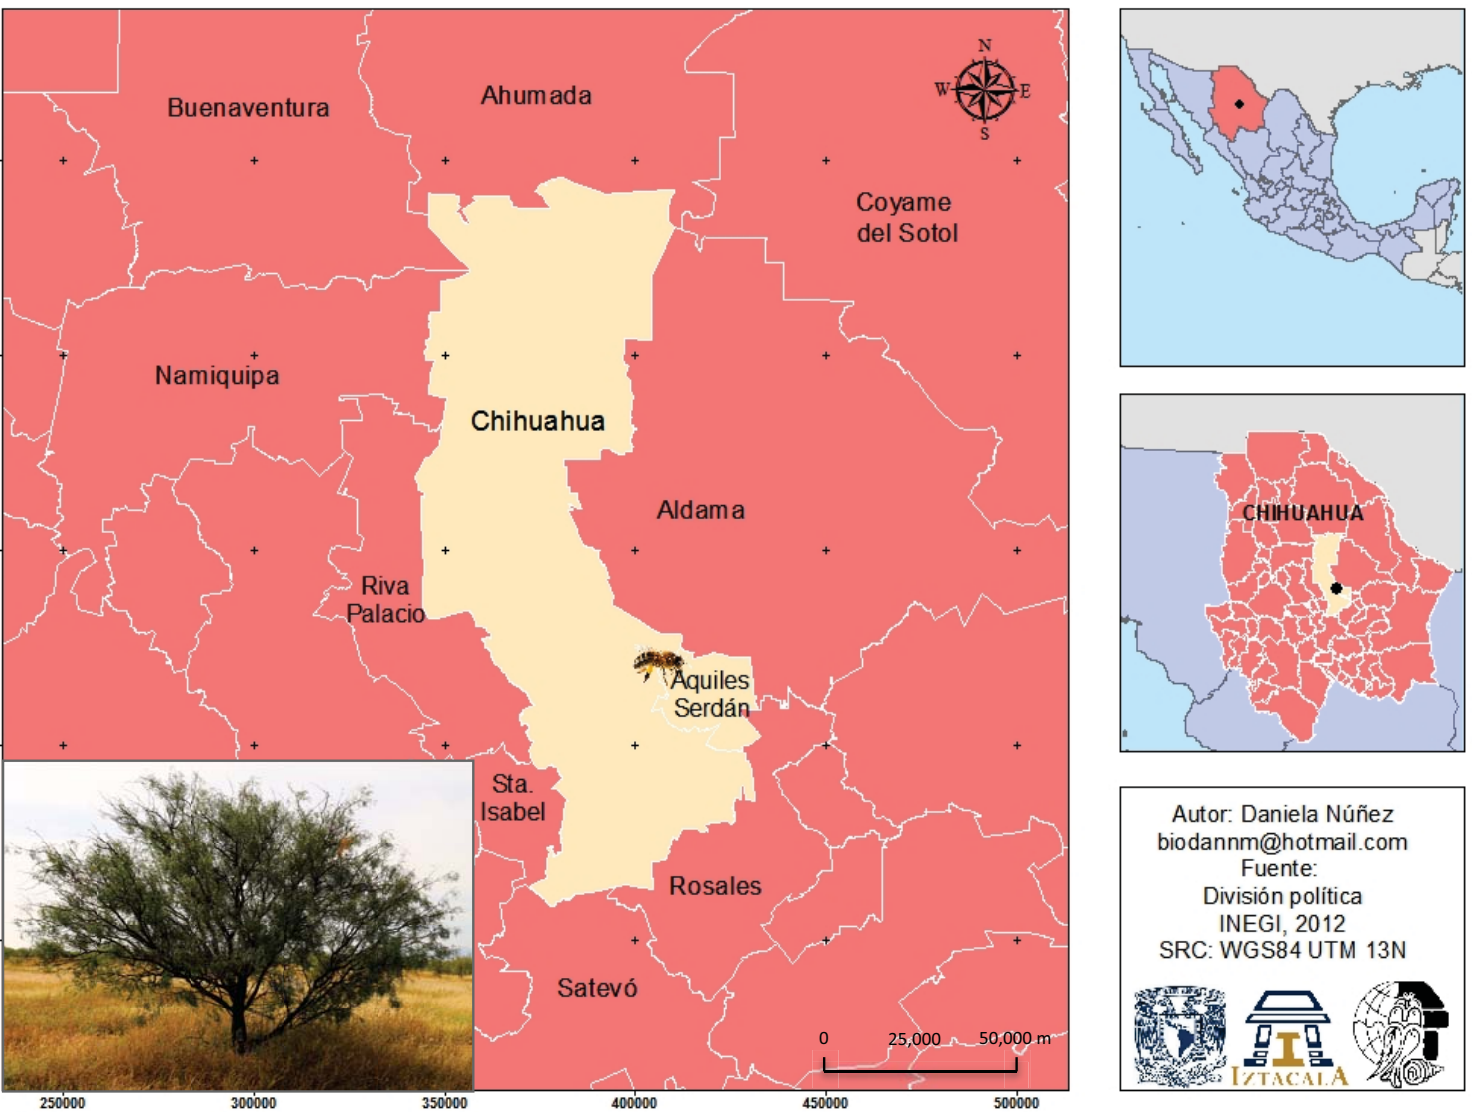 Buenaventura
Ahumada
N
W
E
S
Coyame
del Sotol
Namiquipa
Chihuahua
Aldama
Riva
Palacio
Aquiles
Serdán
Sta.
Isabel
Rosales
Satevó
0 25,000 50,000 m
250000 300000 350000 400000 450000 500000
CHIHUAHUA
Autor: Daniela Núñez
biodannm@hotmail.com
Fuente:
División política
INEGI, 2012
SRC: WGS84 UTM 13N
IZTACALA